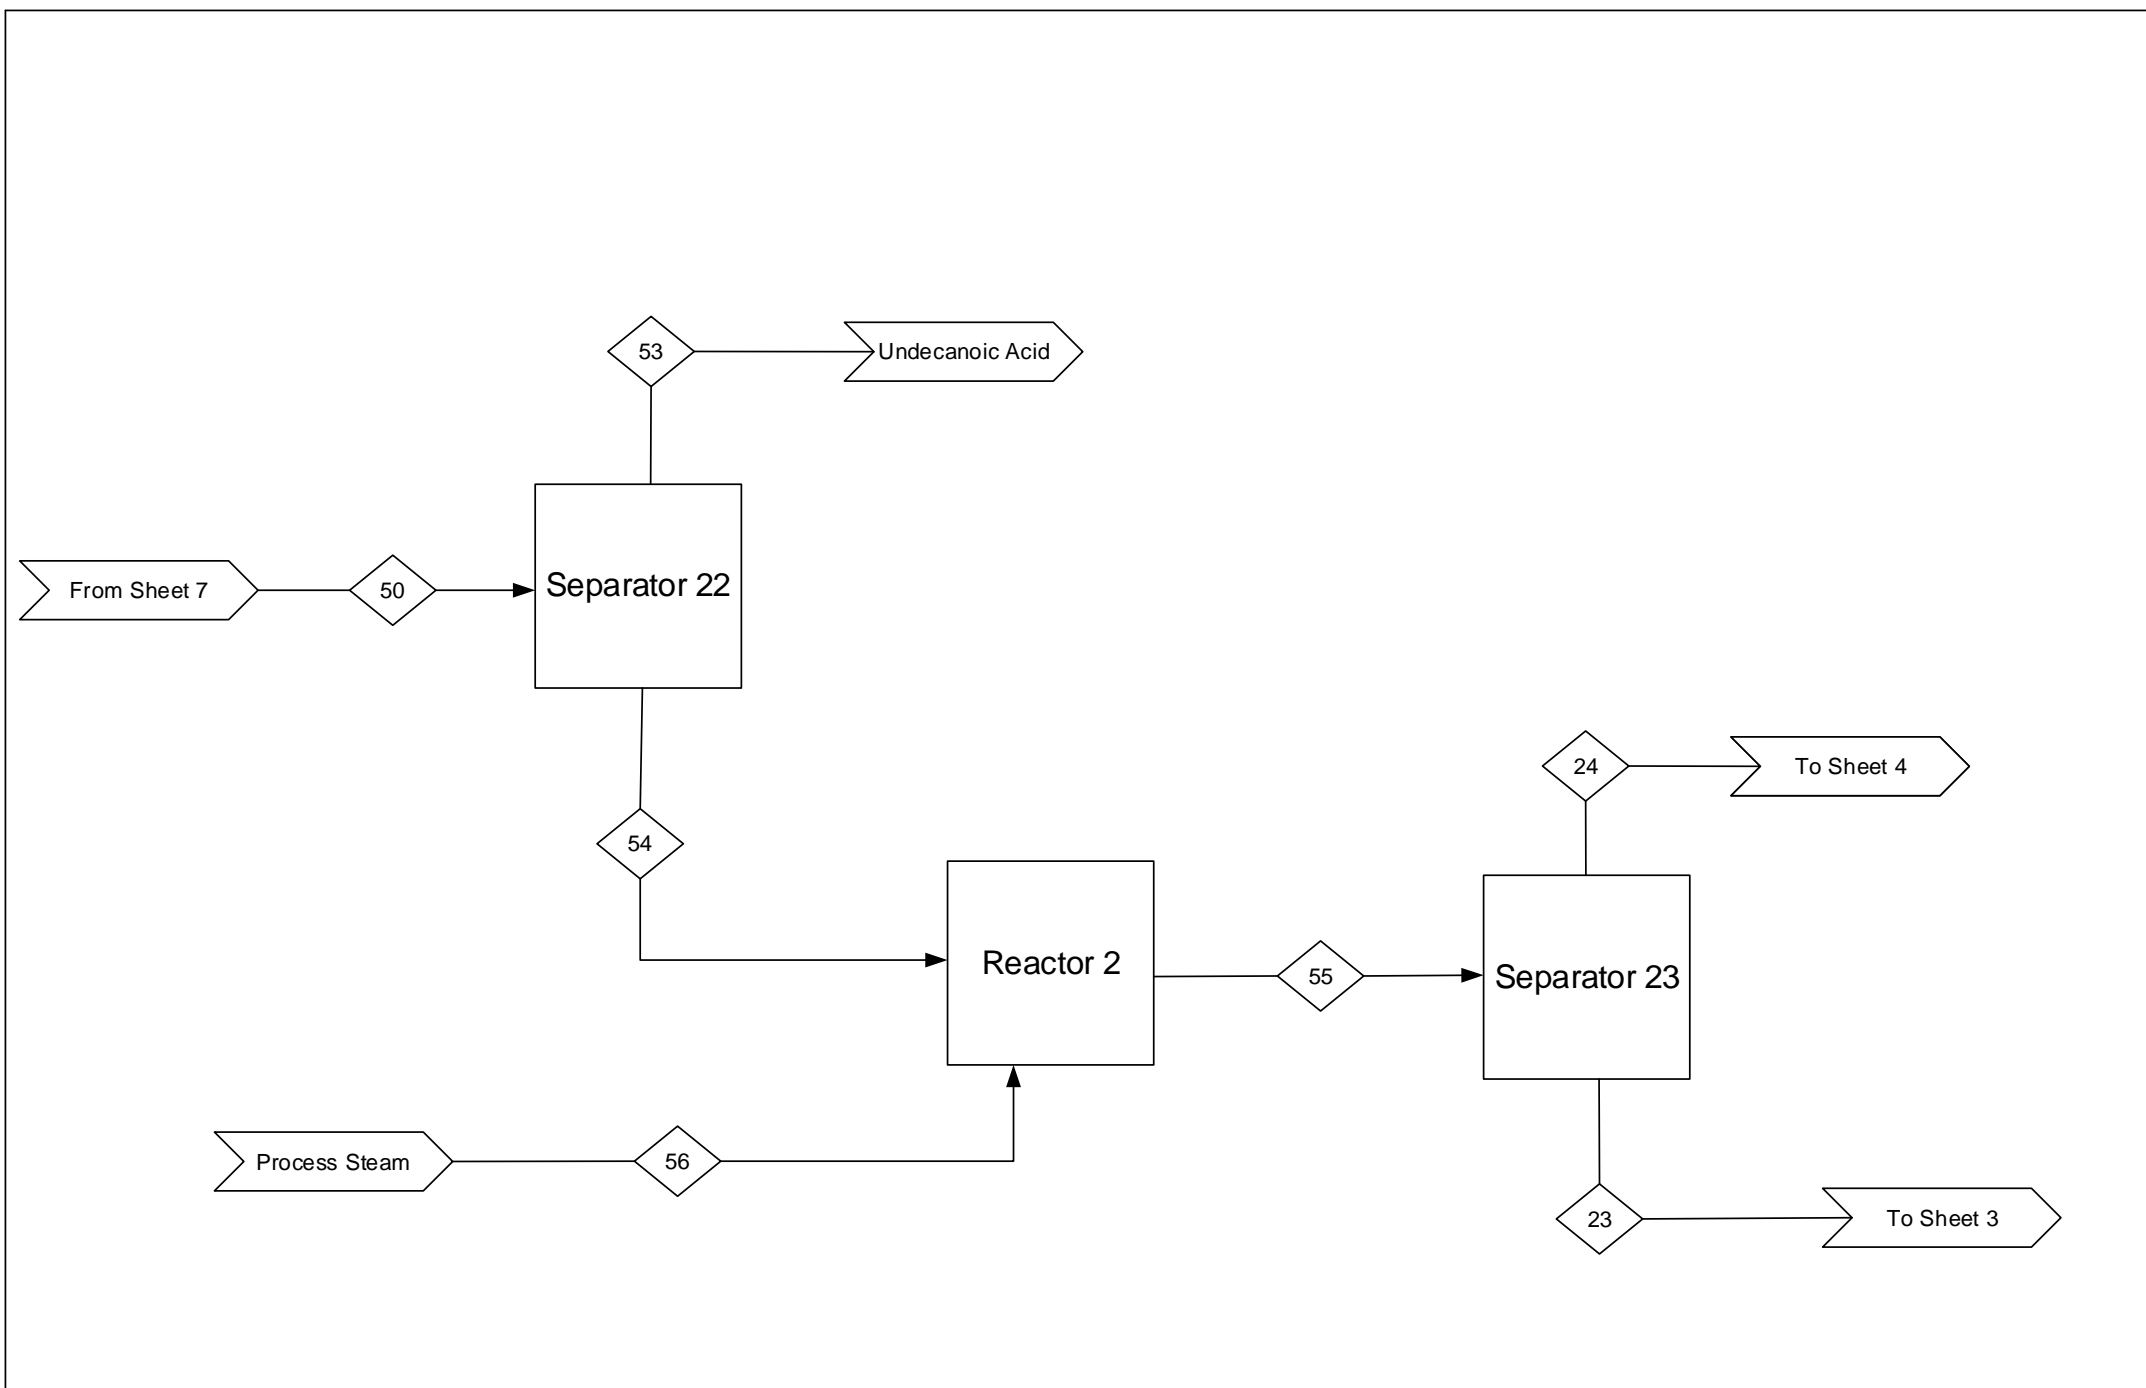 53
Undecanoic Acid
From Sheet 7
50
Separator 22
54
24
To Sheet 4
Reactor 2
55
Separator 23
Process Steam
56
23
To Sheet 3